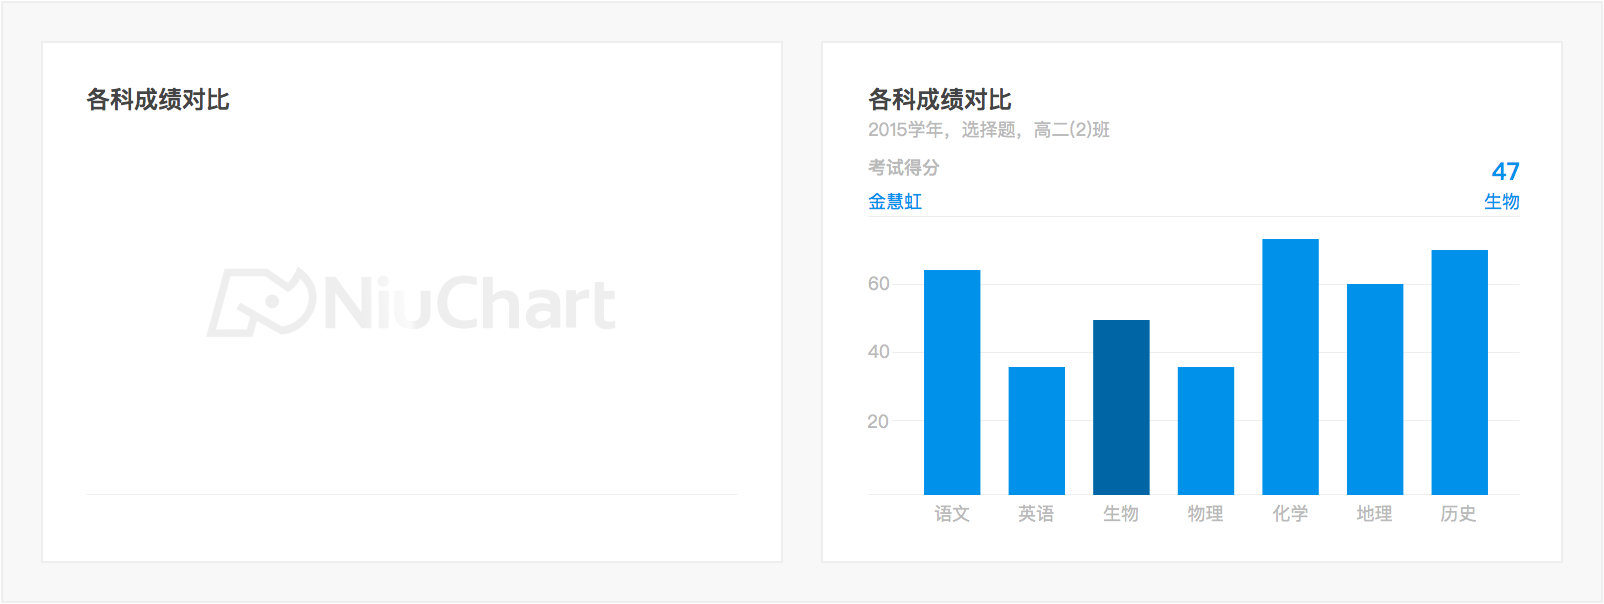 各科成绩对比
NiuChart
各科成绩对比
2015学年，选择题，高二(2)班
考试得分
47
金慧虹
生物
60
40
20
语文 英语 生物 物理 化学 地理 历史